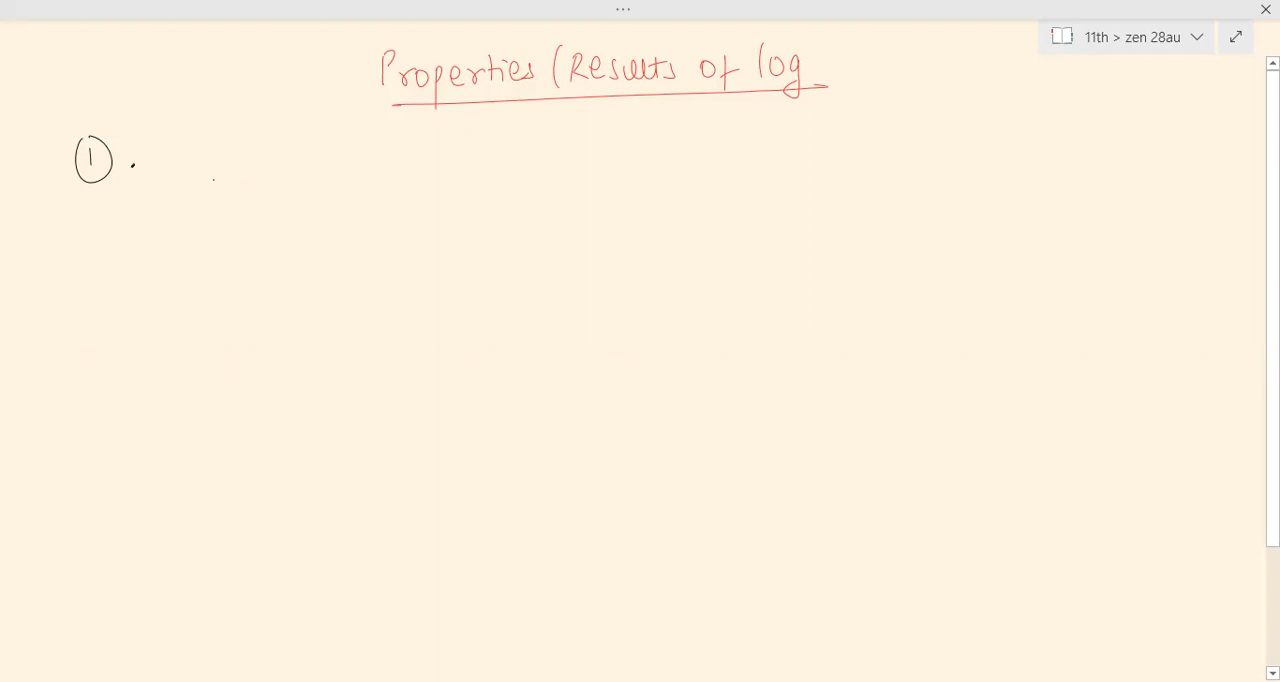 11th > zen 28au
Properties (Results of log
① .